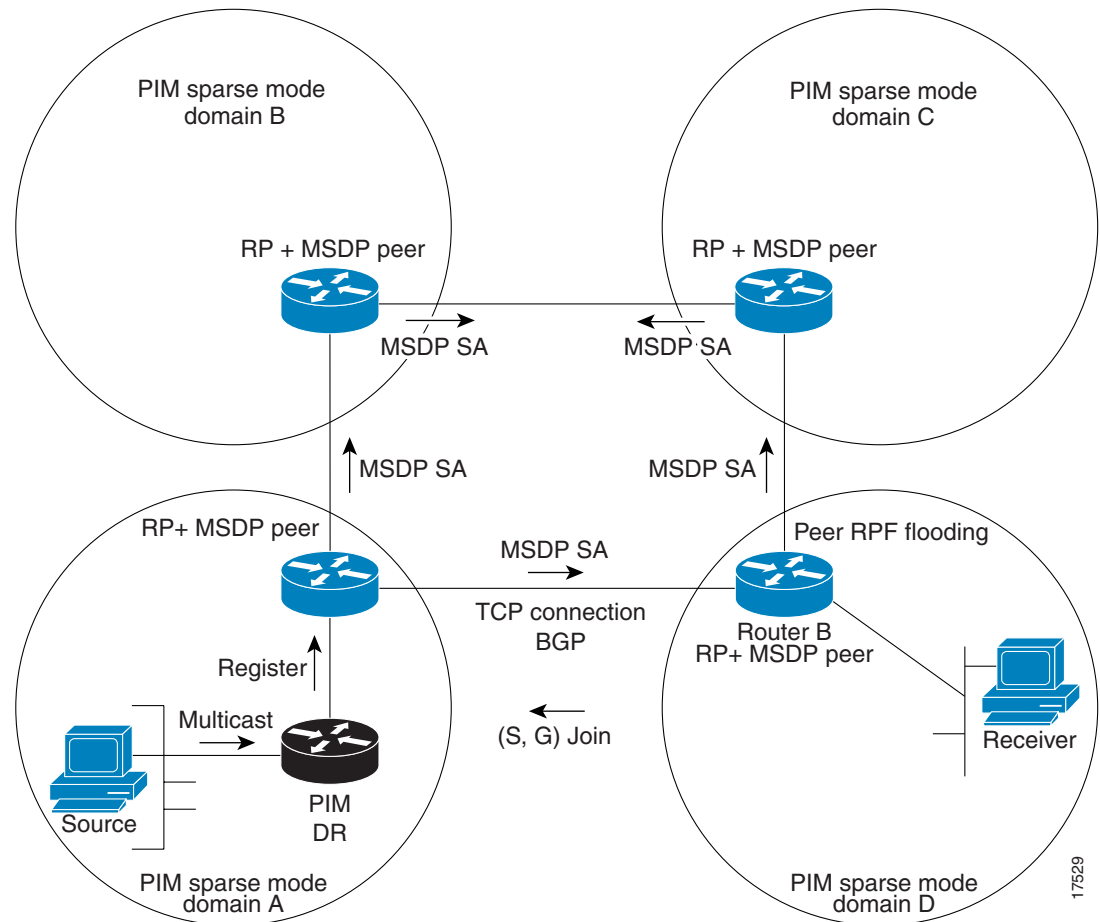 PIM sparse mode
domain B
PIM sparse mode
domain C
RP + MSDP peer
RP + MSDP peer
MSDP SA
MSDP SA
MSDP SA
MSDP SA
RP+ MSDP peer
Peer RPF flooding
MSDP SA
TCP connection
BGP
Router B
RP+ MSDP peer
Register
Multicast
(S, G) Join
Receiver
Source
PIM
DR
PIM sparse mode
domain A
PIM sparse mode
domain D
17529